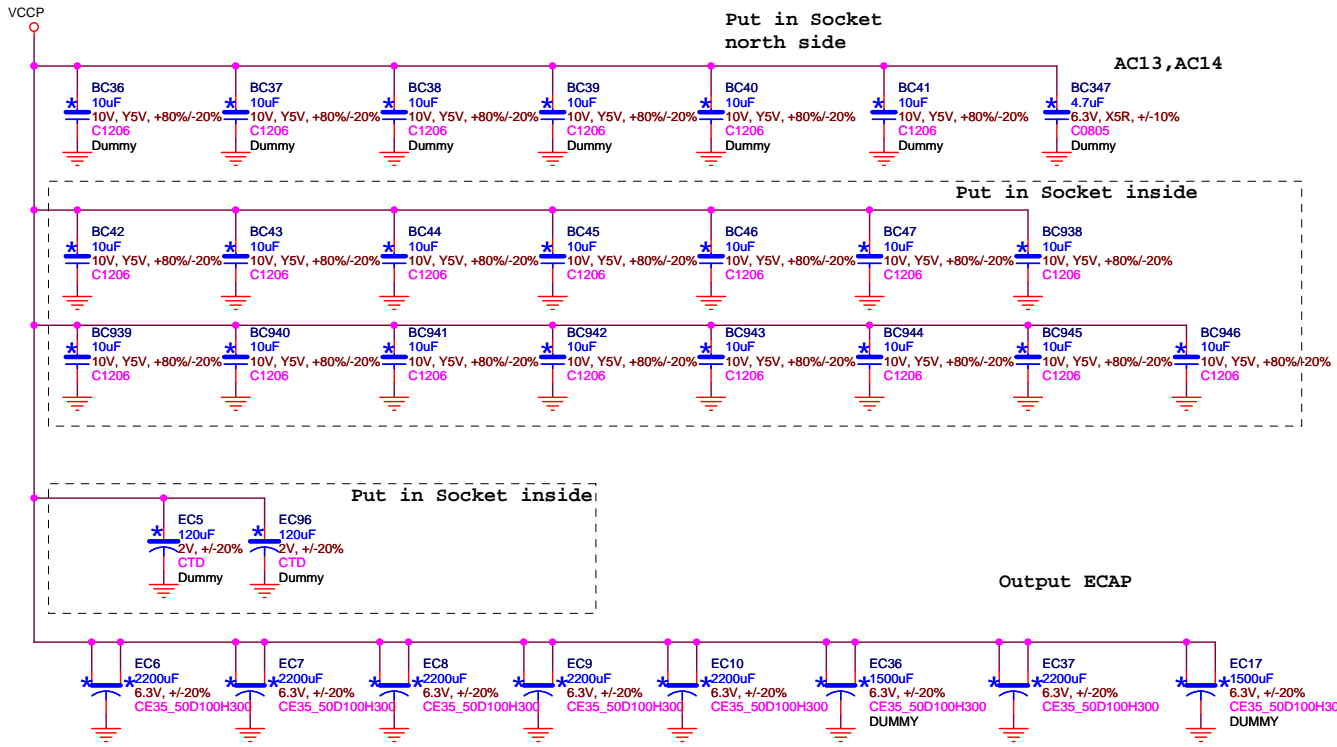 VCCP
Put in Socket
north side
AC13,AC14
BC36
10uF
10V, Y5V, +80%/-20%
C1206
Dummy
BC37
10uF
10V, Y5V, +80%/-20%
C1206
Dummy
BC38
10uF
10V, Y5V, +80%/-20%
C1206
Dummy
BC39
10uF
10V, Y5V, +80%/-20%
C1206
Dummy
BC40
10uF
10V, Y5V, +80%/-20%
C1206
Dummy
BC41
10uF
10V, Y5V, +80%/-20%
C1206
Dummy
BC347
4.7uF
6.3V, X5R, +/-10%
C0805
Dummy
Put in Socket inside
BC42
10uF
10V, Y5V, +80%/-20%
C1206
BC43
10uF
10V, Y5V, +80%/-20%
C1206
BC44
10uF
10V, Y5V, +80%/-20%
C1206
BC45
10uF
10V, Y5V, +80%/-20%
C1206
BC46
10uF
10V, Y5V, +80%/-20%
C1206
BC47
10uF
10V, Y5V, +80%/-20%
C1206
BC938
10uF
10V, Y5V, +80%/-20%
C1206
BC939
10uF
10V, Y5V, +80%/-20%
C1206
BC940
10uF
10V, Y5V, +80%/-20%
C1206
BC941
10uF
10V, Y5V, +80%/-20%
C1206
BC942
10uF
10V, Y5V, +80%/-20%
C1206
BC943
10uF
10V, Y5V, +80%/-20%
C1206
BC944
10uF
10V, Y5V, +80%/-20%
C1206
BC945
10uF
10V, Y5V, +80%/-20%
C1206
BC946
10uF
10V, Y5V, +80%/-20%
C1206
Put in Socket inside
EC5
120uF
2V, +/-20%
CTD
Dummy
EC96
120uF
2V, +/-20%
CTD
Dummy
Output ECAP
EC6
2200uF
6.3V, +/-20%
CE35_50D100H300
EC7
2200uF
6.3V, +/-20%
CE35_50D100H300
EC8
2200uF
6.3V, +/-20%
CE35_50D100H300
EC9
2200uF
6.3V, +/-20%
CE35_50D100H300
EC10
2200uF
6.3V, +/-20%
CE35_50D100H300
EC36
1500uF
6.3V, +/-20%
CE35_50D100H300
DUMMY
EC37
2200uF
6.3V, +/-20%
CE35_50D100H300
EC17
1500uF
6.3V, +/-20%
CE35_50D100H30
DUMMY